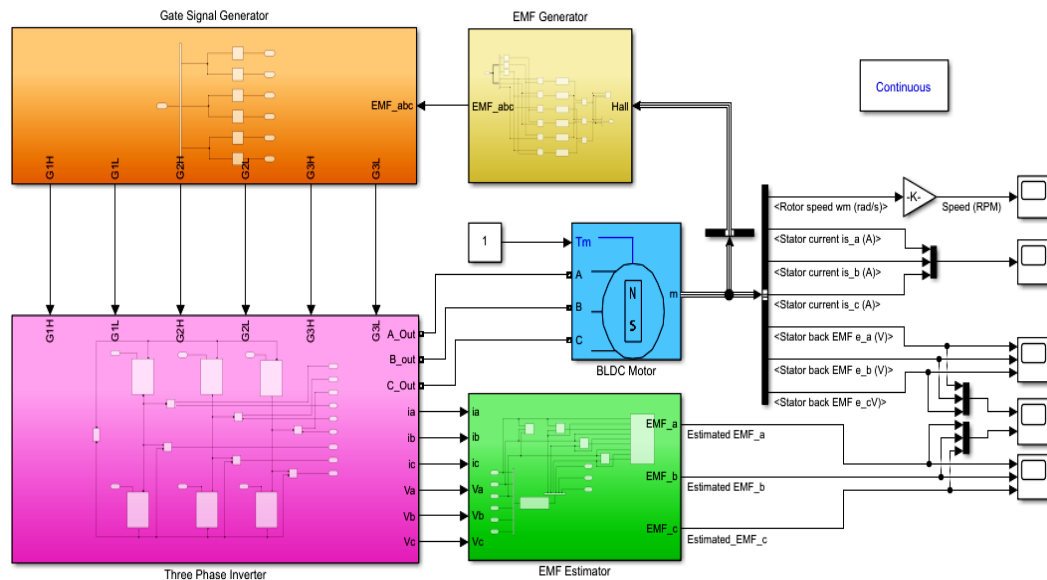 Gate Signal Generator
EMF Generator
Continuous
EMF_abc
EMF_abc
Hall
G1H
G1L
G2H
G2L
G3H
G3L
<Rotor speed wm (rad/s)>
-K-
Speed (RPM)
1
Tm
<Stator current is_a (A)>
<Stator current is_b (A)>
A
B
C
N
S
m
<Stator current is_c (A)>
BLDC Motor
<Stator back EMF e_a (V)>
<Stator back EMF e_b (V)>
<Stator back EMF e_cV)>
G1H
G1L
G2H
G2L
G3H
G3L
A_Out
B_out
C_Out
ia
ib
ic
Va
Vb
Vc
ia
ib
ic
Va
Vb
Vc
EMF_a
EMF_b
EMF_c
Estimated EMF_a
Estimated EMF_b
Estimated_EMF_c
Three Phase Inverter
EMF Estimator